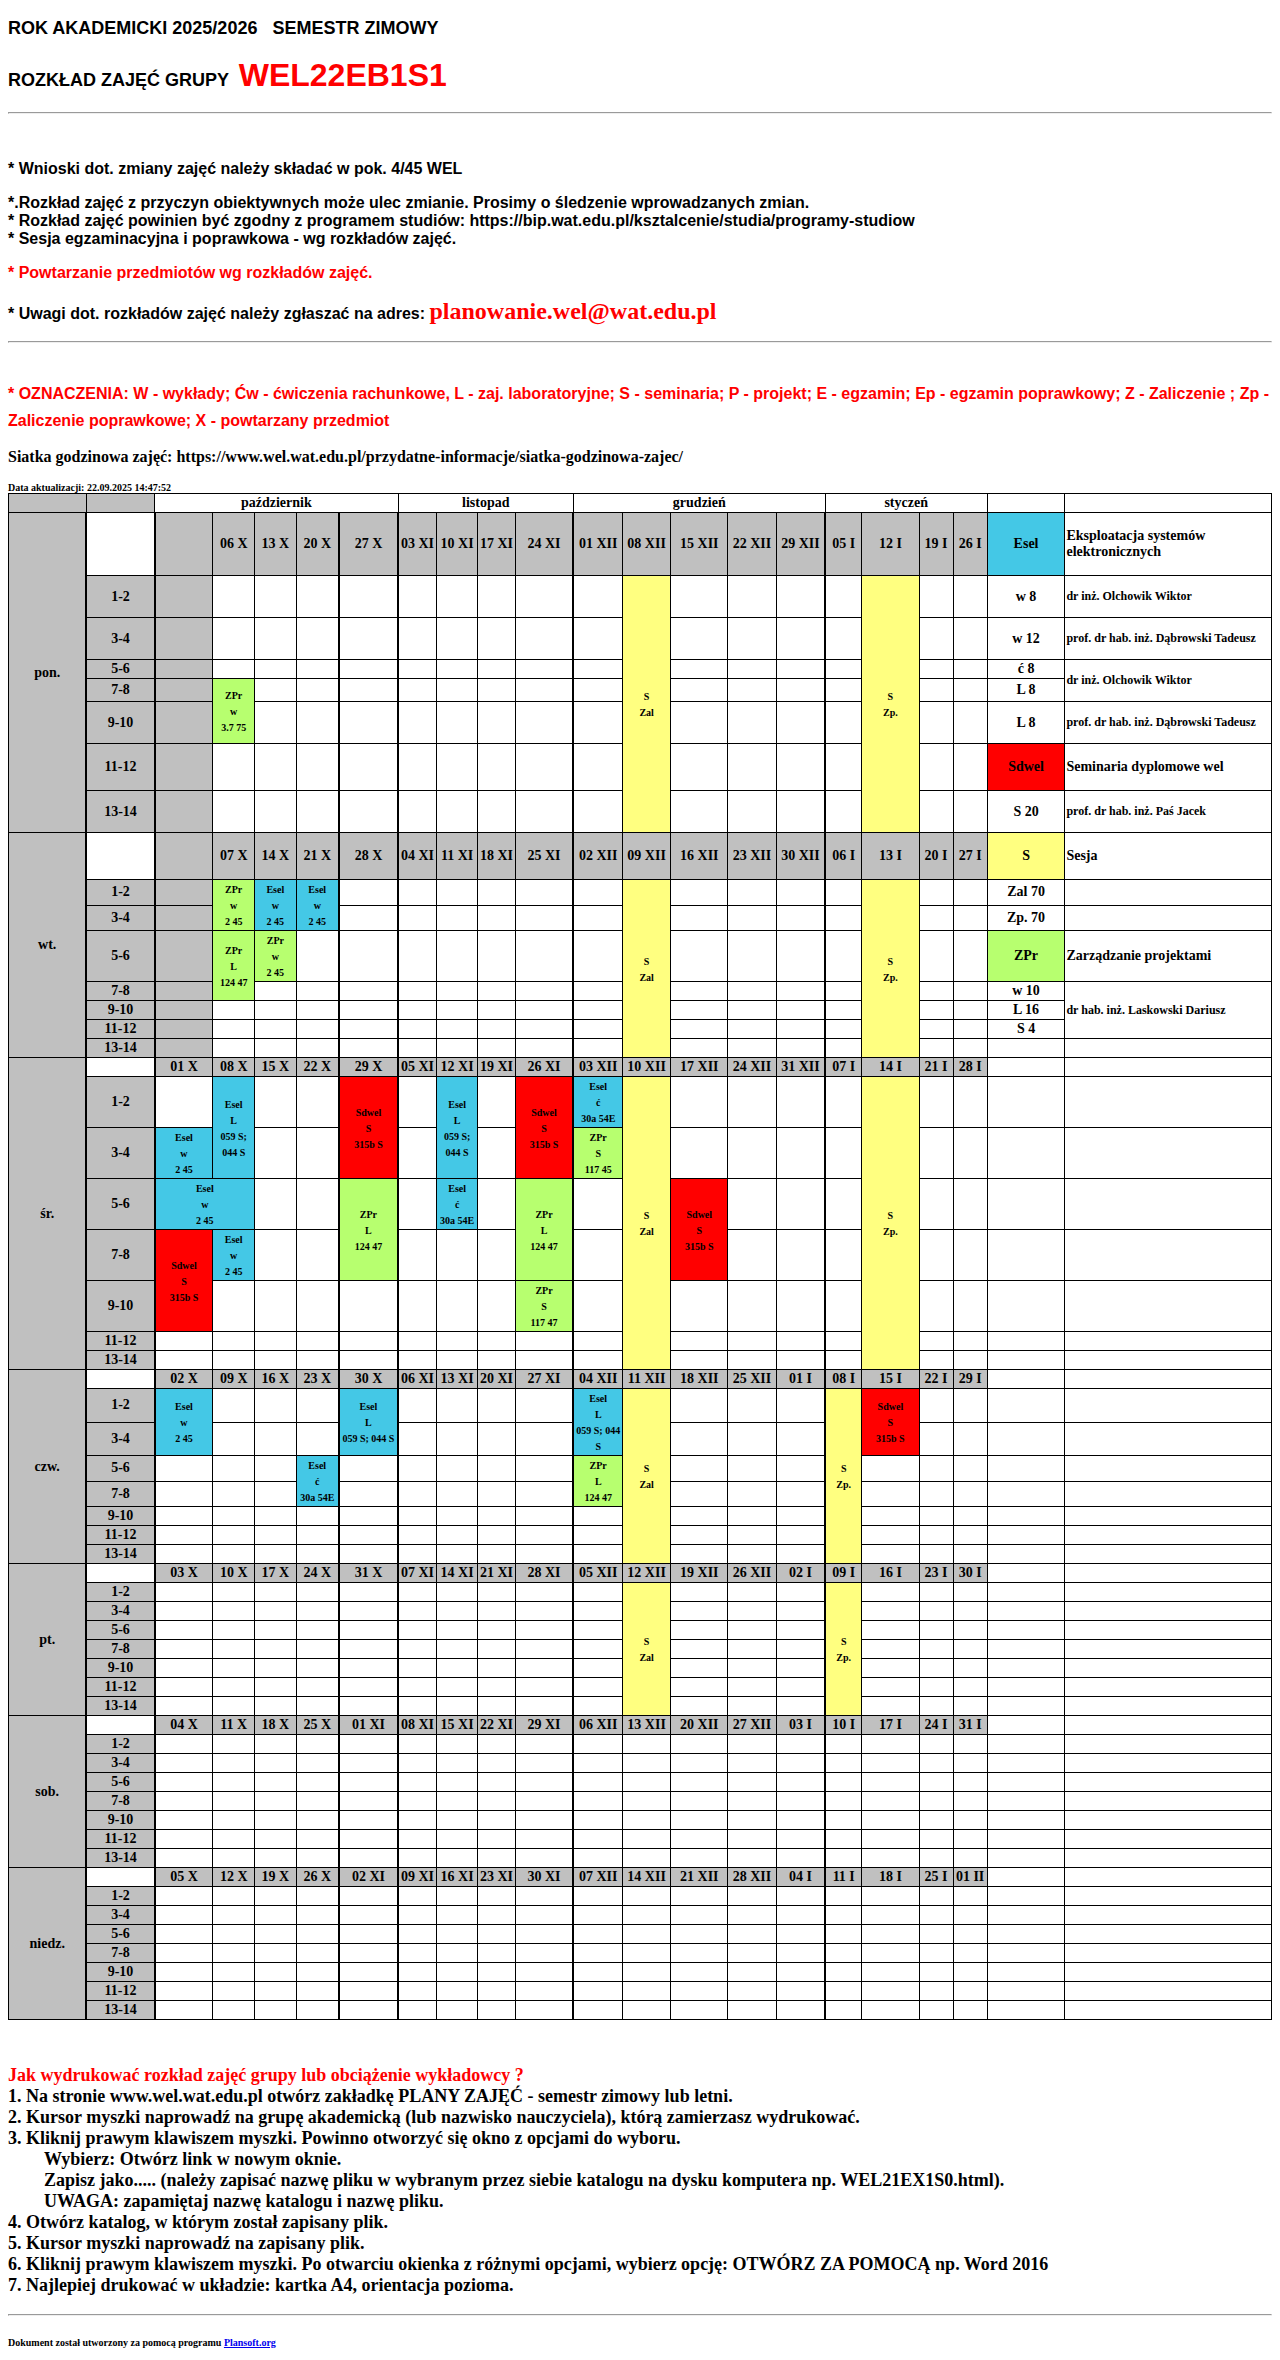 ROK AKADEMICKI 2025/2026 SEMESTR ZIMOWY
ROZKŁAD ZAJĘĆ GRUPY WEL22EB1S1
* Wnioski dot. zmiany zajęć należy składać w pok. 4/45 WEL
*.Rozkład zajęć z przyczyn obiektywnych może ulec zmianie. Prosimy o śledzenie wprowadzanych zmian.
* Rozkład zajęć powinien być zgodny z programem studiów: https://bip.wat.edu.pl/ksztalcenie/studia/programy-studiow
* Sesja egzaminacyjna i poprawkowa - wg rozkładów zajęć.
* Powtarzanie przedmiotów wg rozkładów zajęć.
* Uwagi dot. rozkładów zajęć należy zgłaszać na adres: planowanie.wel@wat.edu.pl
* OZNACZENIA: W - wykłady; Ćw - ćwiczenia rachunkowe, L - zaj. laboratoryjne; S - seminaria; P - projekt; E - egzamin; Ep - egzamin poprawkowy; Z - Zaliczenie ; Zp -
Zaliczenie poprawkowe; X - powtarzany przedmiot
Siatka godzinowa zajęć: https://www.wel.wat.edu.pl/przydatne-informacje/siatka-godzinowa-zajec/
Data aktualizacji: 22.09.2025 14:47:52
październik listopad grudzień styczeń
pon. 06 X 13 X 20 X 27 X 03 XI 10 XI 17 XI 24 XI 01 XII 08 XII 15 XII 22 XII 29 XII 05 I 12 I 19 I 26 I Esel Eksploatacja systemów
elektronicznych
1-2 w 8 dr inż. Olchowik Wiktor
3-4 w 12 prof. dr hab. inż. Dąbrowski Tadeusz
5-6 ć 8 dr inż. Olchowik Wiktor
7-8 L 8
ZPr
w
3.7 75
S
Zal
S
Zp.
9-10 L 8 prof. dr hab. inż. Dąbrowski Tadeusz
11-12 Sdwel Seminaria dyplomowe wel
13-14 S 20 prof. dr hab. inż. Paś Jacek
wt. 07 X 14 X 21 X 28 X 04 XI 11 XI 18 XI 25 XI 02 XII 09 XII 16 XII 23 XII 30 XII 06 I 13 I 20 I 27 I S Sesja
1-2 Zal 70
ZPr
w
2 45
Esel
w
2 45
Esel
w
2 45
3-4 Zp. 70
5-6 ZPr Zarządzanie projektami
ZPr
L
124 47
ZPr
w
2 45
S
Zal
S
Zp.
7-8 w 10
9-10 L 16 dr hab. inż. Laskowski Dariusz
11-12 S 4
13-14
śr. 01 X 08 X 15 X 22 X 29 X 05 XI 12 XI 19 XI 26 XI 03 XII 10 XII 17 XII 24 XII 31 XII 07 I 14 I 21 I 28 I
1-2
Esel
L
059 S;
044 S
Sdwel
S
315b S
Esel
L
059 S;
044 S
Sdwel
S
315b S
Esel
ć
30a 54E
S
Zal
S
Zp.
3-4
Esel
w
2 45
ZPr
S
117 45
5-6
Esel
w
2 45
ZPr
L
124 47
Esel
ć
30a 54E
ZPr
L
124 47
Sdwel
S
315b S
7-8
Sdwel
S
315b S
Esel
w
2 45
9-10
ZPr
S
117 47
11-12
13-14
czw. 02 X 09 X 16 X 23 X 30 X 06 XI 13 XI 20 XI 27 XI 04 XII 11 XII 18 XII 25 XII 01 I 08 I 15 I 22 I 29 I
1-2
Esel
w
2 45
Esel
L
059 S; 044 S
Esel
L
059 S; 044
S
S
Zal
S
Zp.
Sdwel
S
315b S
3-4
5-6
Esel
ć
30a 54E
ZPr
L
124 47
7-8
9-10
11-12
13-14
pt. 03 X 10 X 17 X 24 X 31 X 07 XI 14 XI 21 XI 28 XI 05 XII 12 XII 19 XII 26 XII 02 I 09 I 16 I 23 I 30 I
1-2
3-4
5-6
7-8
S
Zal
S
Zp.
9-10
11-12
13-14
sob. 04 X 11 X 18 X 25 X 01 XI 08 XI 15 XI 22 XI 29 XI 06 XII 13 XII 20 XII 27 XII 03 I 10 I 17 I 24 I 31 I
1-2
3-4
5-6
7-8
9-10
11-12
13-14
niedz. 05 X 12 X 19 X 26 X 02 XI 09 XI 16 XI 23 XI 30 XI 07 XII 14 XII 21 XII 28 XII 04 I 11 I 18 I 25 I 01 II
1-2
3-4
5-6
7-8
9-10
11-12
13-14
Jak wydrukować rozkład zajęć grupy lub obciążenie wykładowcy ?
1. Na stronie www.wel.wat.edu.pl otwórz zakładkę PLANY ZAJĘĆ - semestr zimowy lub letni.
2. Kursor myszki naprowadź na grupę akademicką (lub nazwisko nauczyciela), którą zamierzasz wydrukować.
3. Kliknij prawym klawiszem myszki. Powinno otworzyć się okno z opcjami do wyboru.
Wybierz: Otwórz link w nowym oknie.
Zapisz jako..... (należy zapisać nazwę pliku w wybranym przez siebie katalogu na dysku komputera np. WEL21EX1S0.html).
UWAGA: zapamiętaj nazwę katalogu i nazwę pliku.
4. Otwórz katalog, w którym został zapisany plik.
5. Kursor myszki naprowadź na zapisany plik.
6. Kliknij prawym klawiszem myszki. Po otwarciu okienka z różnymi opcjami, wybierz opcję: OTWÓRZ ZA POMOCĄ np. Word 2016
7. Najlepiej drukować w układzie: kartka A4, orientacja pozioma.
Dokument został utworzony za pomocą programu Plansoft.org